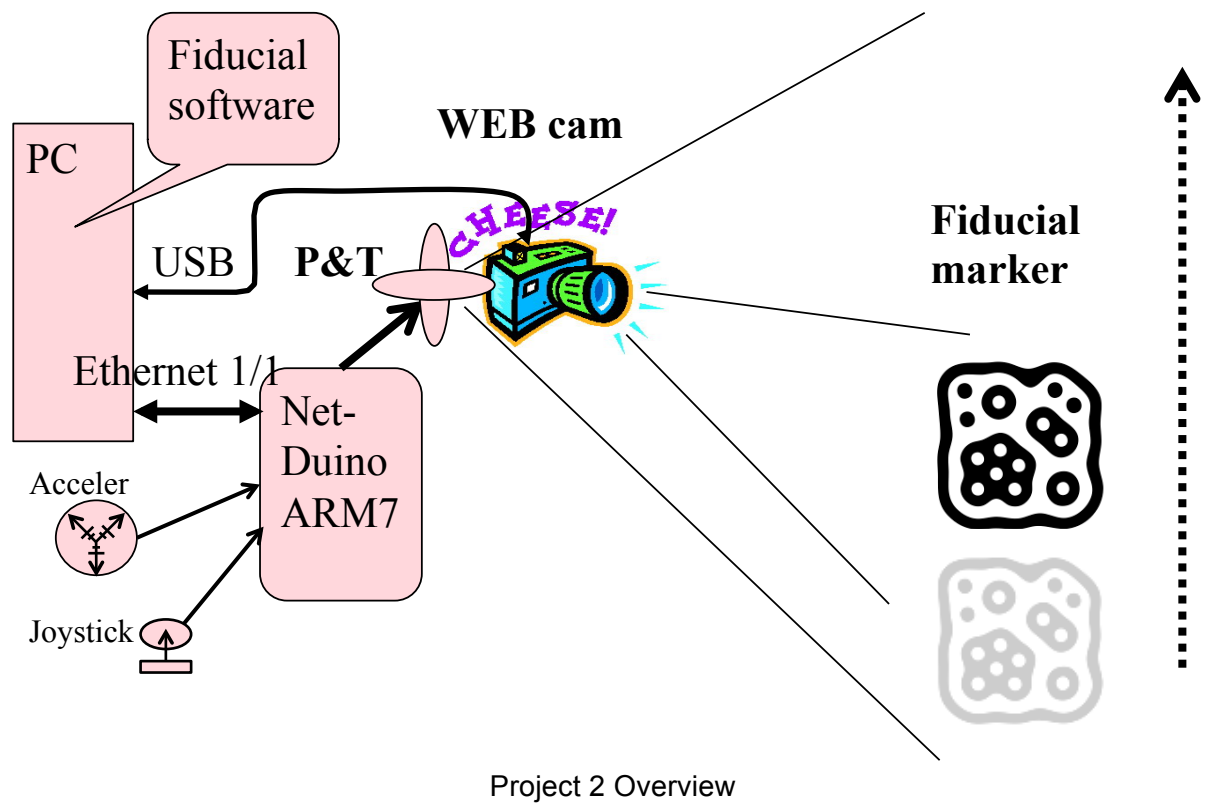 Fiducial
software
PC
WEB cam
CHEESE!
Fiducial
marker
USB
P&T
Ethernet 1/1
Net-
Duino
ARM7
Acceler
Joystick
Project 2 Overview